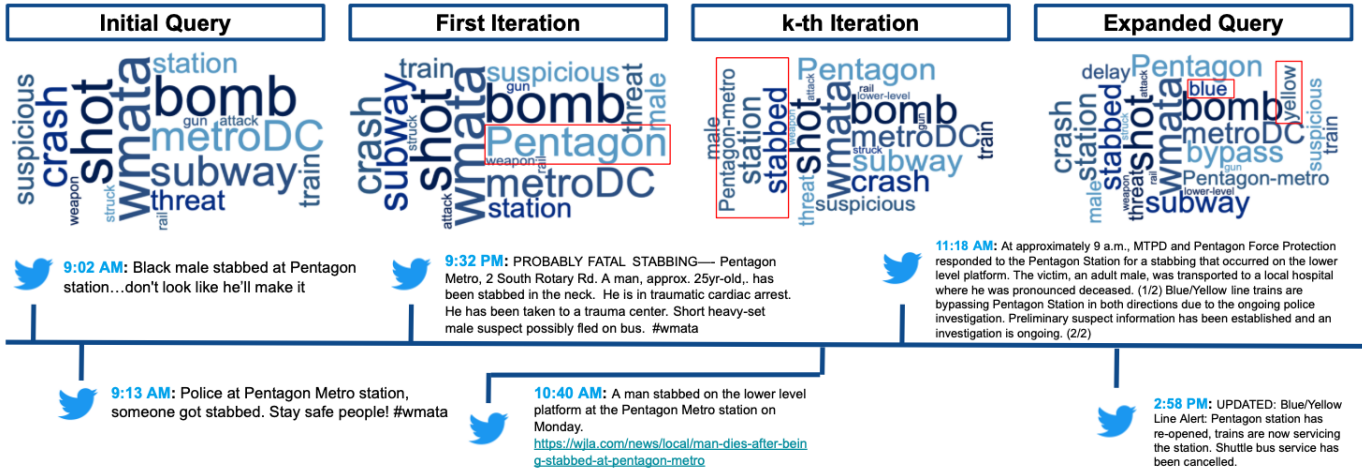 Initial Query
First Iteration
k-th Iteration
Expanded Query
suspicious
crash
weapon
shot
struck
wmata
rail
station
bomb
gun
attack
metroDC
subway
threat
train
crash
train
subway
struck
shot
attack
wmata
suspicious
gun
bomb
threat
male
Pentagon
weapon
rail
metroDC
station
male
Pentagon-metro
station
stabbed
weapon
threat
shot
attack
wmata
Pentagon
rail
lower-level
bomb
metroDC
gun
struck
subway
crash
suspicious
train
delay
crash
station
male
stabbed
weapon
struck
threat
shot
attack
rail
wmata
Pentagon
blue
bomb
yellow
metroDC
bypass
gun
Pentagon-metro
lower-level
subway
suspicious
train
9:02 AM: Black male stabbed at Pentagon
station…don't look like he'll make it
9:32 PM: PROBABLY FATAL STABBING—- Pentagon
Metro, 2 South Rotary Rd. A man, approx. 25yr-old,. has
been stabbed in the neck. He is in traumatic cardiac arrest.
He has been taken to a trauma center. Short heavy-set
male suspect possibly fled on bus. #wmata
11:18 AM: At approximately 9 a.m., MTPD and Pentagon Force Protection
responded to the Pentagon Station for a stabbing that occurred on the lower
level platform. The victim, an adult male, was transported to a local hospital
where he was pronounced deceased. (1/2) Blue/Yellow line trains are
bypassing Pentagon Station in both directions due to the ongoing police
investigation. Preliminary suspect information has been established and an
investigation is ongoing. (2/2)
9:13 AM: Police at Pentagon Metro station,
someone got stabbed. Stay safe people! #wmata
10:40 AM: A man stabbed on the lower level
platform at the Pentagon Metro station on
Monday.
https://wjla.com/news/local/man-dies-after-bein
g-stabbed-at-pentagon-metro
2:58 PM: UPDATED: Blue/Yellow
Line Alert: Pentagon station has
re-opened, trains are now servicing
the station. Shuttle bus service has
been cancelled.